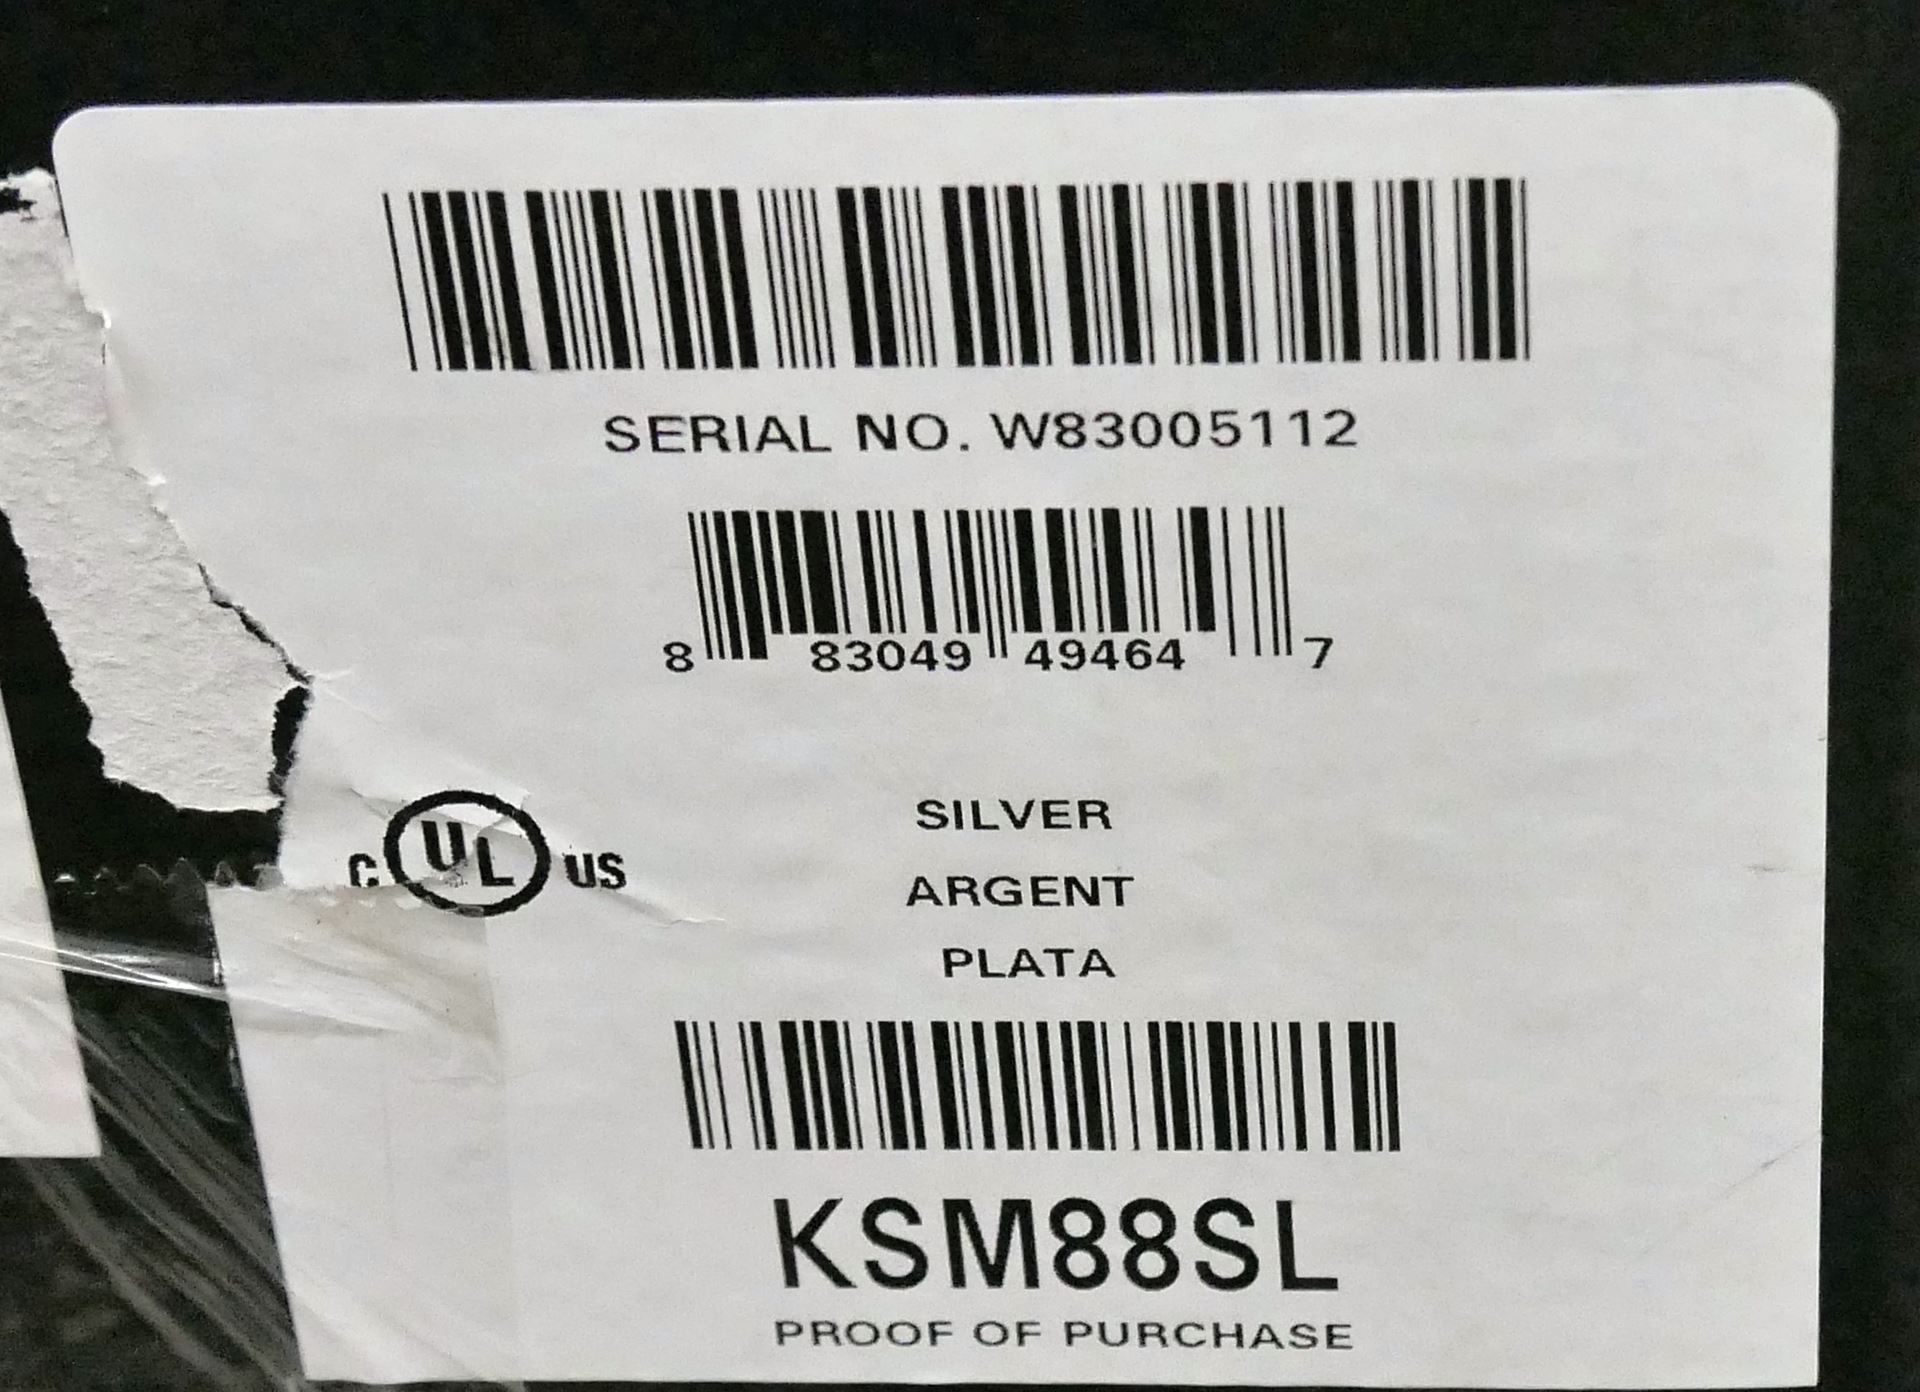 SERIAL NO. W83005112
8 83049 49464 7
SILVER
ARGENT
PLATA
C UL US
KSM88SL
PROOF OF PURCHASE